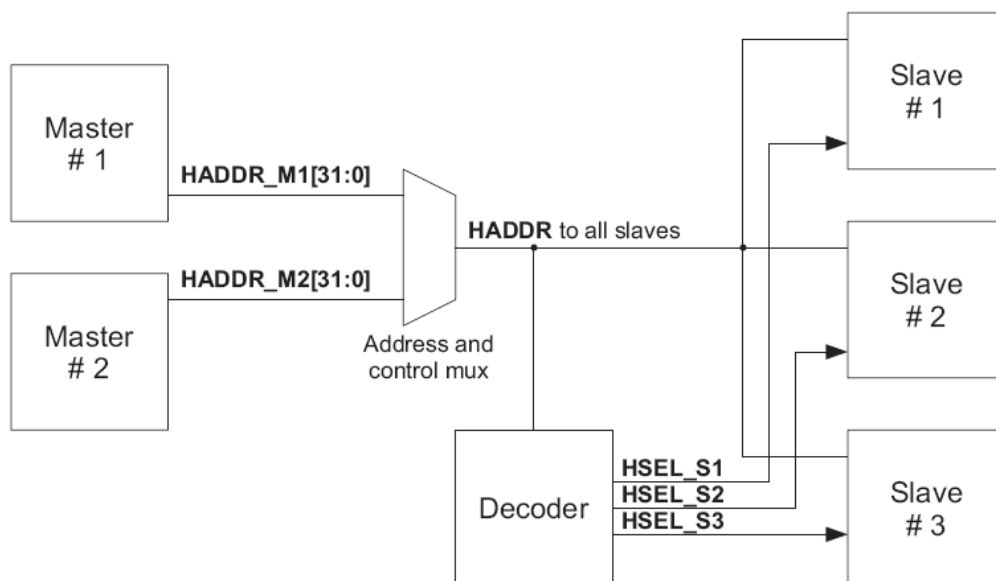 Master
# 1
HADDR_M1[31:0]
Master
# 2
HADDR_M2[31:0]
Address and
control mux
HADDR to all slaves
Decoder
HSEL_S1
HSEL_S2
HSEL_S3
Slave
# 1
Slave
# 2
Slave
# 3